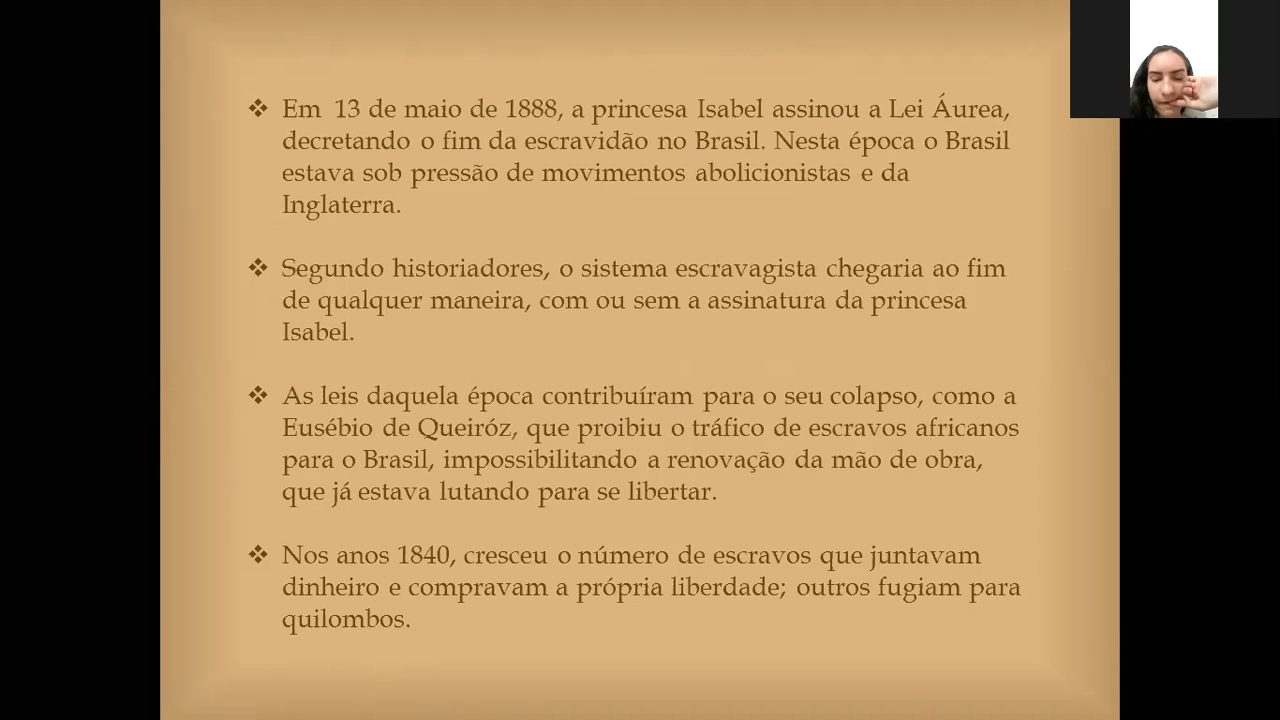 Em 13 de maio de 1888, a princesa Isabel assinou a Lei Áurea,
decretando o fim da escravidão no Brasil. Nesta época o Brasil
estava sob pressão de movimentos abolicionistas e da
Inglaterra.
Segundo historiadores, o sistema escravagista chegaria ao fim
de qualquer maneira, com ou sem a assinatura da princesa
Isabel.
As leis daquela época contribuíram para o seu colapso, como a
Eusébio de Queiróz, que proibiu o tráfico de escravos africanos
para o Brasil, impossibilitando a renovação da mão de obra,
que já estava lutando para se libertar.
Nos anos 1840, cresceu o número de escravos que juntavam
dinheiro e compravam a própria liberdade; outros fugiam para
quilombos.